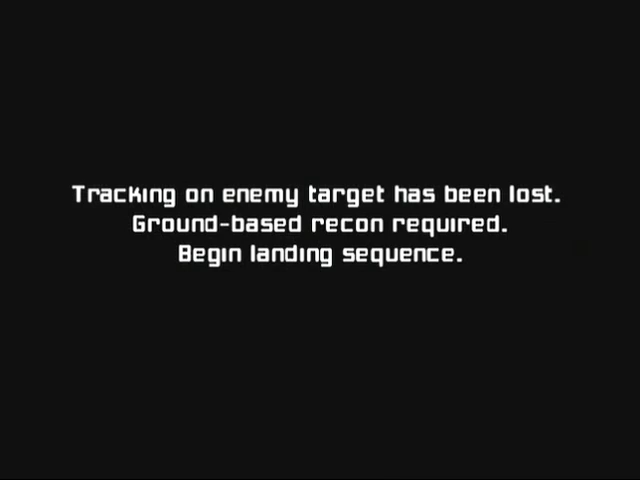 Tracking on enemy target has been lost.
Ground-based recon required.
Begin landing sequence.